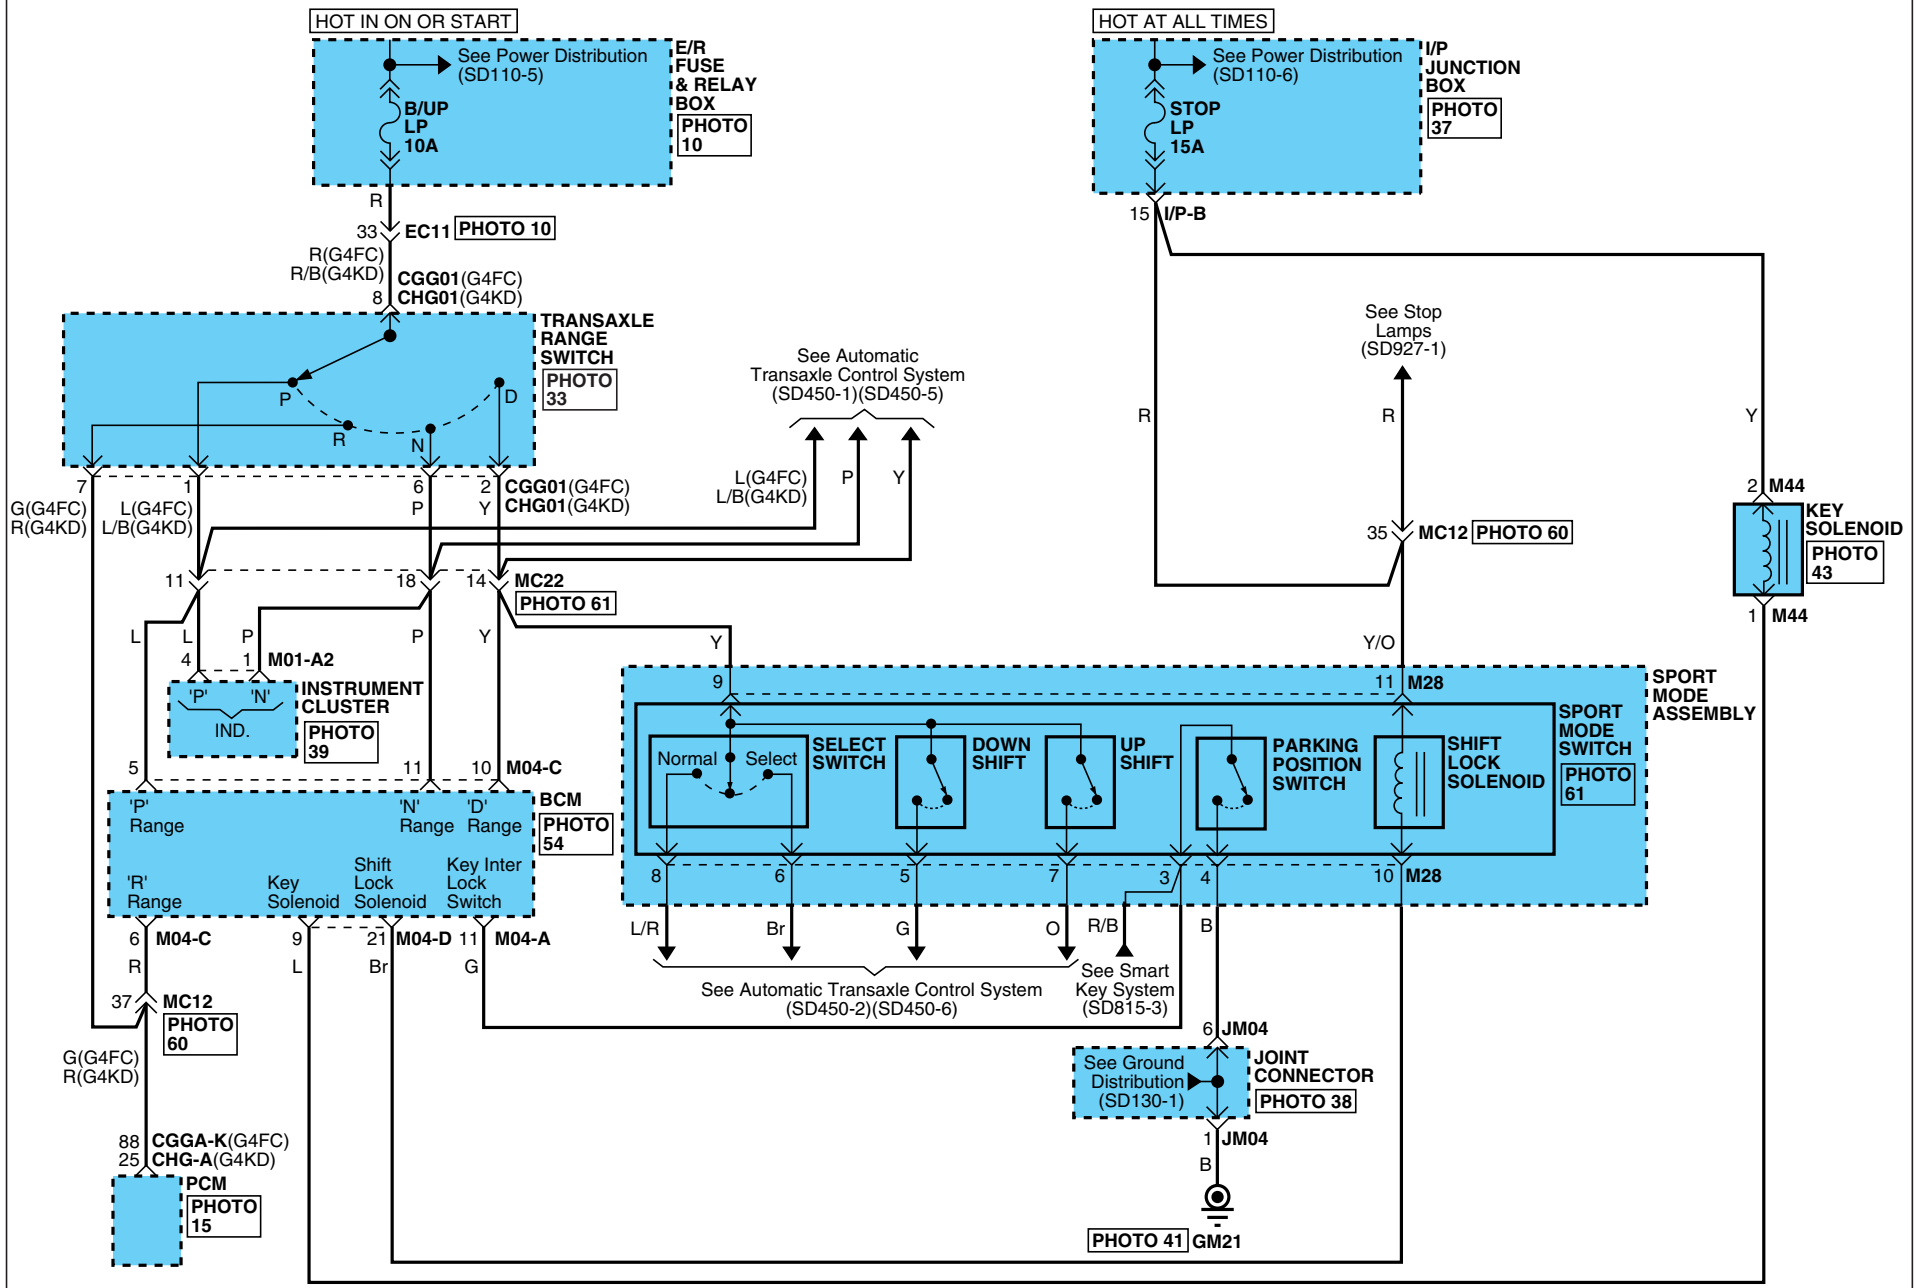 HOT IN ON OR START
See Power Distribution
(SD110-5)
B/UP
LP
10A
E/R
FUSE
& RELAY
BOX
PHOTO
10
R
33
EC11
PHOTO 10
R(G4FC)
R/B(G4KD)
8
CGG01(G4FC)
CHG01(G4KD)
HOT AT ALL TIMES
See Power Distribution
(SD110-6)
STOP
LP
15A
I/P
JUNCTION
BOX
PHOTO
37
15
I/P-B
TRANSAXLE
RANGE
SWITCH
PHOTO
33
P
R
N
D
7
1
6
2
CGG01(G4FC)
CHG01(G4KD)
G(G4FC)
R(G4KD)
L(G4FC)
L/B(G4KD)
P
Y
See Automatic
Transaxle Control System
(SD450-1)(SD450-5)
L(G4FC)
L/B(G4KD)
P
Y
See Stop
Lamps
(SD927-1)
R
R
Y
35
MC12
PHOTO 60
2
M44
KEY
SOLENOID
PHOTO
43
1
M44
11
18
14
MC22
PHOTO 61
L
L
P
P
Y
Y
Y/O
4
1
M01-A2
'P'
'N'
IND.
INSTRUMENT
CLUSTER
PHOTO
39
5
11
10
M04-C
'P'
Range
'N'
Range
'D'
Range
BCM
PHOTO
54
'R'
Range
Key
Solenoid
Shift
Lock
Solenoid
Key Inter
Lock
Switch
6
M04-C
9
21
M04-D
11
M04-A
R
L
Br
G
37
MC12
PHOTO
60
G(G4FC)
R(G4KD)
88
CGGA-K(G4FC)
25
CHG-A(G4KD)
PCM
PHOTO
15
9
11
M28
SPORT
MODE
ASSEMBLY
Normal
Select
SELECT
SWITCH
DOWN
SHIFT
UP
SHIFT
PARKING
POSITION
SWITCH
SHIFT
LOCK
SOLENOID
SPORT
MODE
SWITCH
PHOTO
61
8
6
5
7
3
4
10
M28
L/R
Br
G
O
R/B
B
See Automatic Transaxle Control System
(SD450-2)(SD450-6)
See Smart
Key System
(SD815-3)
6
JM04
See Ground
Distribution
(SD130-1)
JOINT
CONNECTOR
PHOTO 38
1
JM04
B
PHOTO 41
GM21